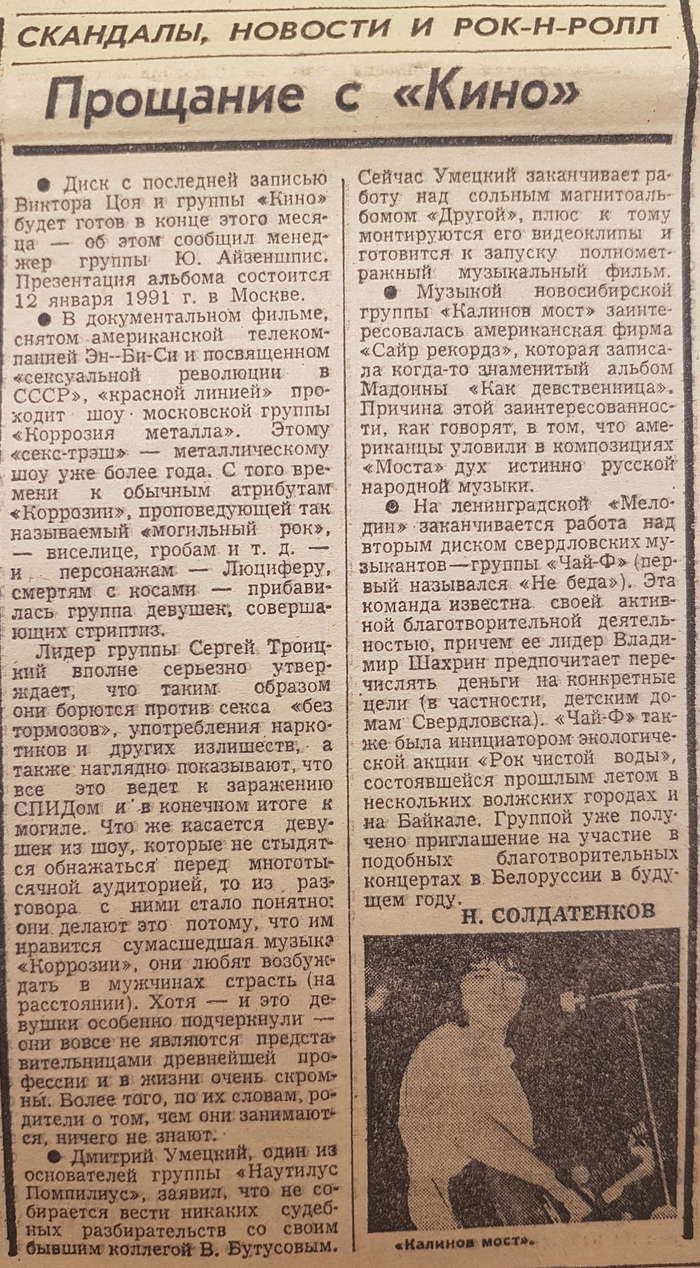 СКАНДАЛЫ, НОВОСТИ И РОК-Н-РОЛЛ
Прощание с «Кино»
● Диск с последней записью
Виктора Цоя и группы «Кино»
будет готов в конце этого меся-
ца — об этом сообщил менед-
жер группы Ю. Айзеншпис.
Презентация альбома состоится
12 января 1991 г. в Москве.
● В документальном фильме,
снятом американской телеком-
панией Эн--Би-Си и посвященном
«сексуальной революции в
СССР», «красной линией» про-
ходит шоу московской группы
«Коррозия металла». Этому
«секс-трэш» — металлическому
шоу уже более года. С того вре-
мени к обычным атрибутам
«Коррозии», проповедующей так
называемый «могильный рок»,
— виселице, гробам и т. д. —
и персонажам — Люциферу,
смертям с косами — прибави-
лась группа девушек, соверша-
ющих стриптиз.
Лидер группы Сергей Троиц-
кий вполне серьезно утвер-
ждает, что таким образом
они борются против секса «без
тормозов», употребления нарко-
тиков и других излишеств, а
также наглядно показывают, что
все это ведет к заражению
СПИДом и в конечном итоге к
могиле. Что же касается деву-
шек из шоу, которые не стыдят-
ся обнажаться перед многоты-
сячной аудиторией, то из раз-
говора с ними стало понятно:
они делают это потому, что им
нравится сумасшедшая музыка
«Коррозии», они любят возбуж-
дать в мужчинах страсть (на
расстоянии). Хотя — и это де-
вушки особенно подчеркнули —
они вовсе не являются предста-
вительницами древнейшей про-
фессии и в жизни очень скром-
ны. Более того, по их словам, ро-
дители о том, чем они занимают-
ся, ничего не знают.
● Дмитрий Умецкий, один из
основателей группы «Наутилус
Помпилиус», заявил, что не со-
бирается вести никаких судеб-
ных разбирательств со своим
бывшим коллегой В. Бутусовым.
Сейчас Умецкий заканчивает ра-
боту над сольным магнитоаль-
бомом «Другой», плюс к тому
монтируются его видеоклипы и
готовится к запуску полномет-
ражный музыкальный фильм.
● Музыкой новосибирской
группы «Калинов мост» заинте-
ресовалась американская фирма
«Сайр рекордз», которая записа-
ла когда-то знаменитый альбом
Мадонны «Как девственница».
Причина этой заинтересованнос-
ти, как говорят, в том, что аме-
риканцы уловили в композициях
«Моста» дух истинно русской
народной музыки.
● На ленинградской «Мело-
дии» заканчивается работа над
вторым диском свердловских му-
зыкантов—группы «Чай-Ф» (пер-
вый назывался «Не беда»). Эта
команда известна своей актив-
ной благотворительной деятель-
ностью, причем ее лидер Влади-
мир Шахрин предпочитает пере-
числять деньги на конкретные
цели (в частности, детским до-
мам Свердловска). «Чай-Ф» так-
же была инициатором экологиче-
ской акции «Рок чистой воды»,
состоявшейся прошлым летом в
нескольких волжских городах и
на Байкале. Группой уже полу-
чено приглашение на участие в
подобных благотворительных
концертах в Белоруссии в буду-
щем году.
Н. СОЛДАТЕНКОВ
«Калинов мост».